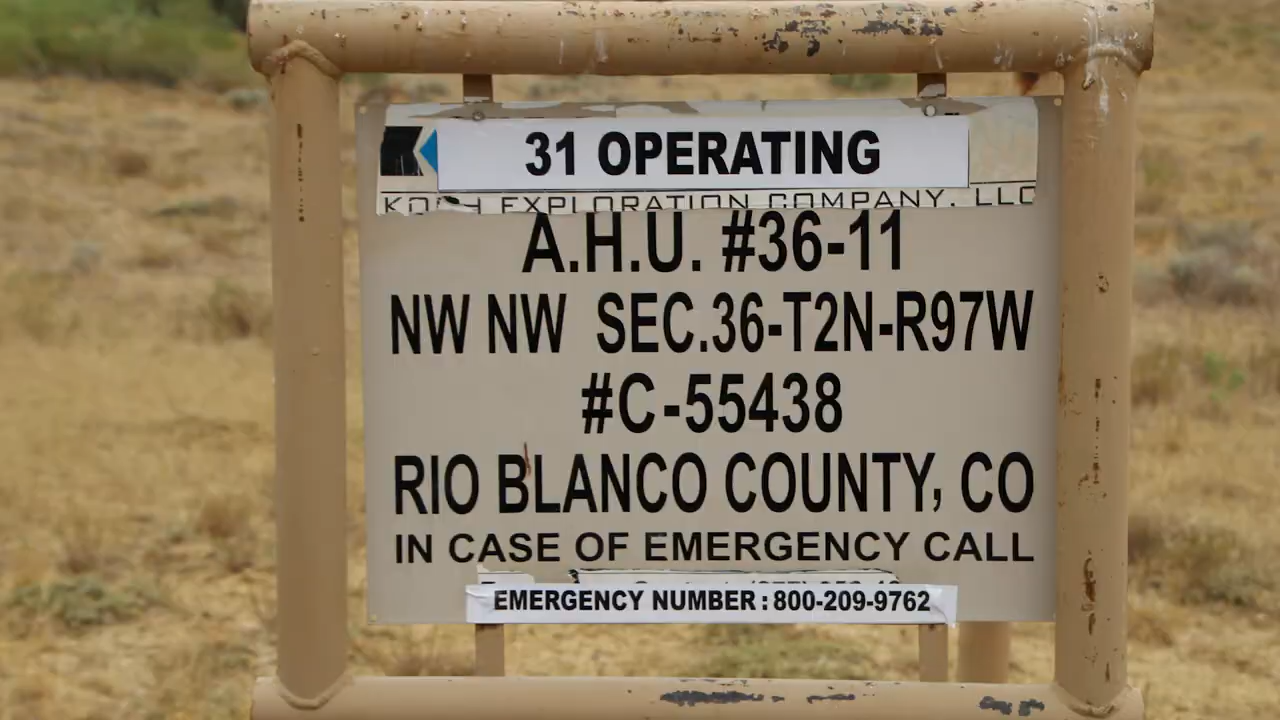 31 OPERATING
KOCH EXPLORATION COMPANY, LLC
A.H.U. #36-11
NW NW SEC.36-T2N-R97W
#C-55438
RIO BLANCO COUNTY, CO
IN CASE OF EMERGENCY CALL
EMERGENCY NUMBER: 800-209-9762